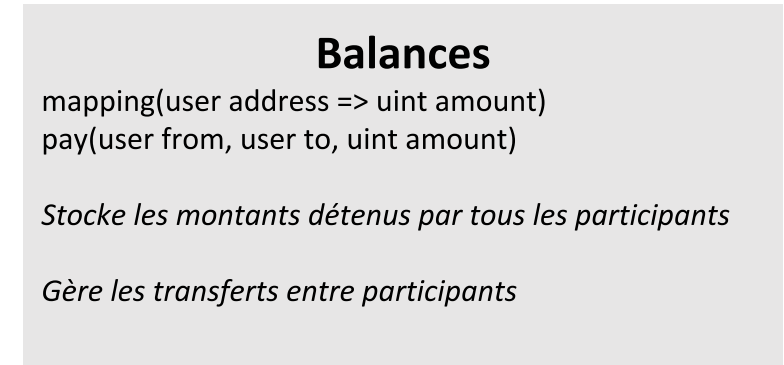 Balances
mapping(user address => uint amount)
pay(user from, user to, uint amount)
Stocke les montants détenus par tous les participants
Gère les transferts entre participants